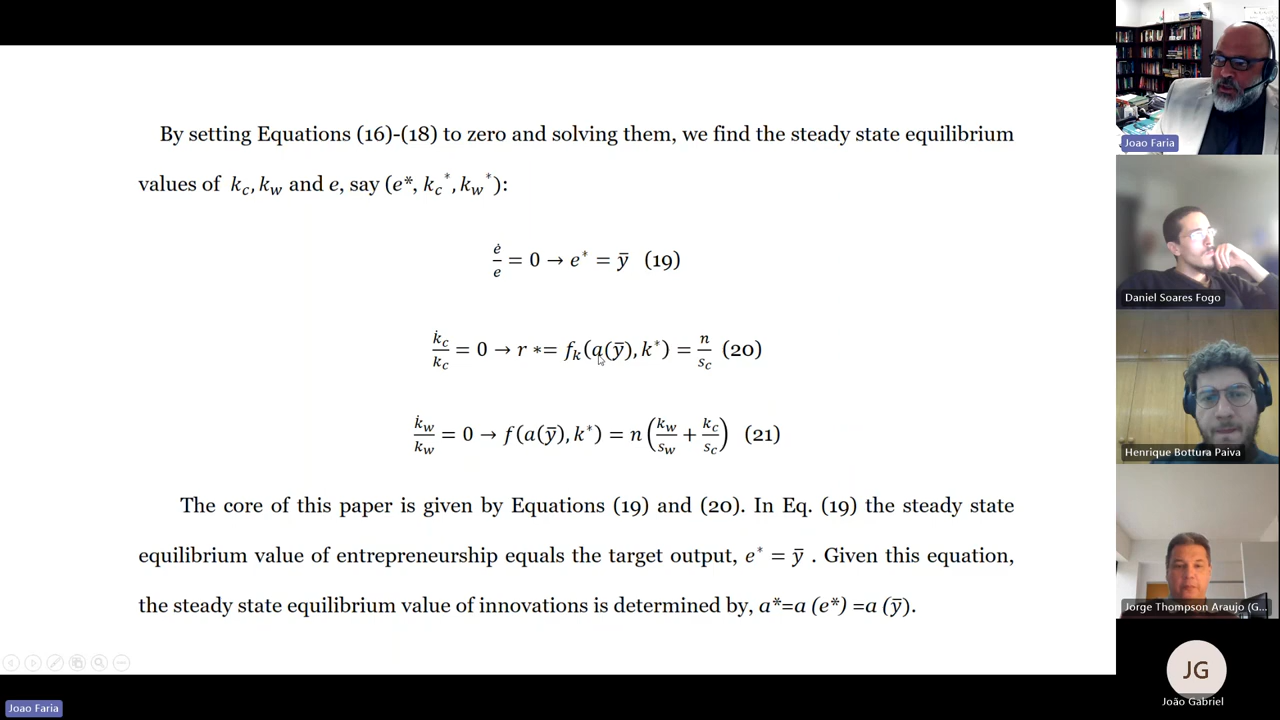 By setting Equations (16)-(18) to zero and solving them, we find the steady state equilibrium
values of k_c, k_w and e, say (e*, k_c*, k_w*):
ė/e = 0 → e* = ȳ (19)
k̇_c/k_c = 0 → r *= f_k(a(ȳ), k*) = n/s_c (20)
k̇_w/k_w = 0 → f(a(ȳ), k*) = n(k_w/s_w + k_c/s_c) (21)
The core of this paper is given by Equations (19) and (20). In Eq. (19) the steady state
equilibrium value of entrepreneurship equals the target output, e* = ȳ . Given this equation,
the steady state equilibrium value of innovations is determined by, a*=a (e*) =a (ȳ).
Joao Faria
Joao Faria
Daniel Soares Fogo
Henrique Bottura Paiva
Jorge Thompson Araujo (G...
JG
João Gabriel